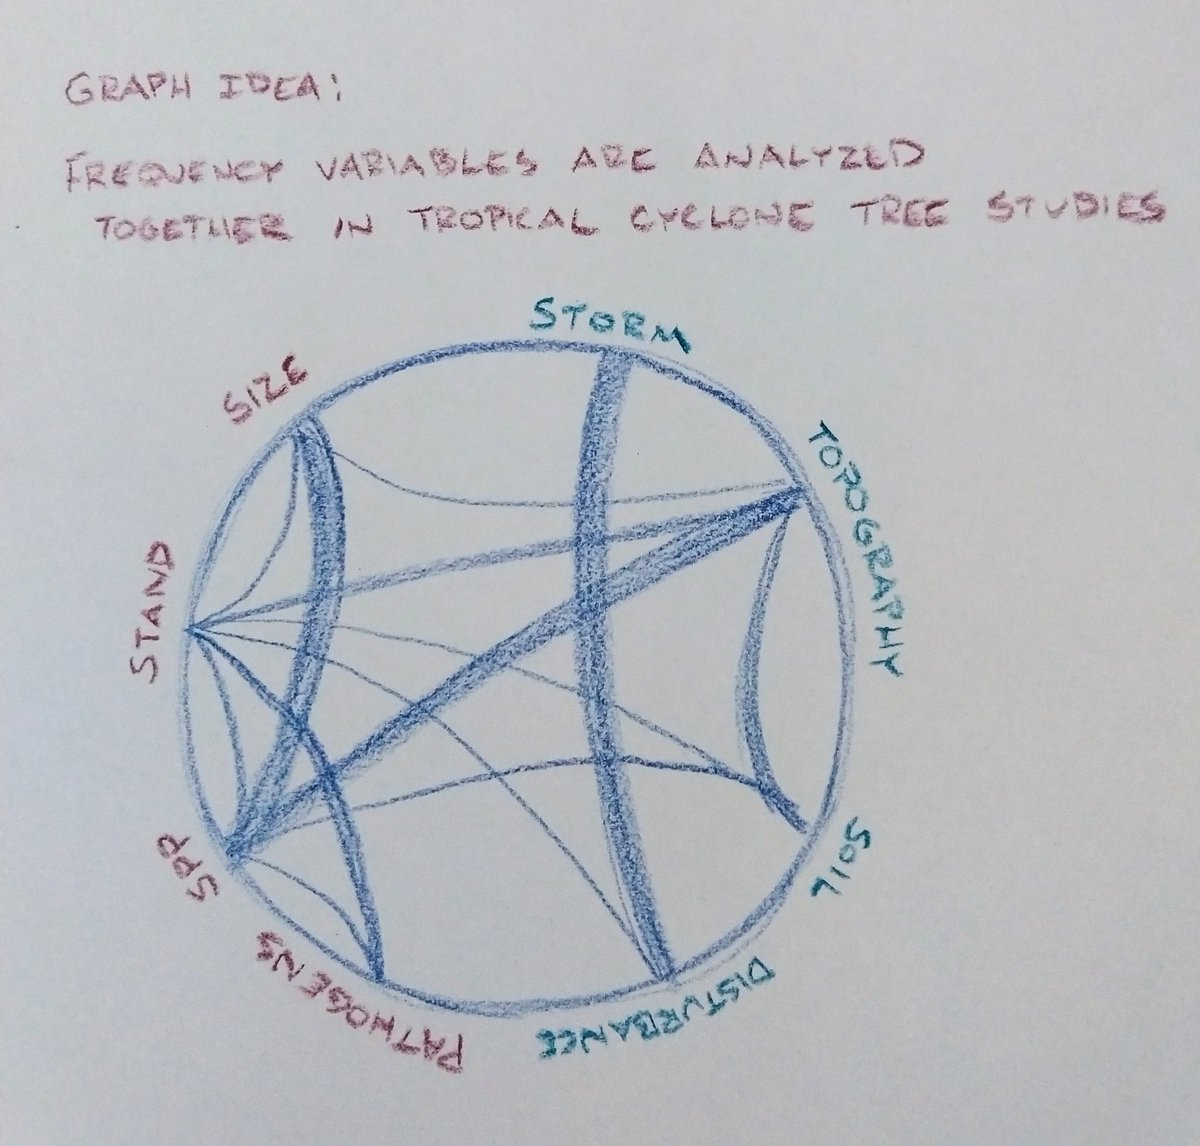 GRAPH IDEA:
FREQUENCY VARIABLES ARE ANALYZED
TOGETHER IN TROPICAL CYCLONE TREE STUDIES
STORM
SIZE
TOPOGRAPHY
STAND
SOIL
SPP
PATHOGENS
DISTURBANCE